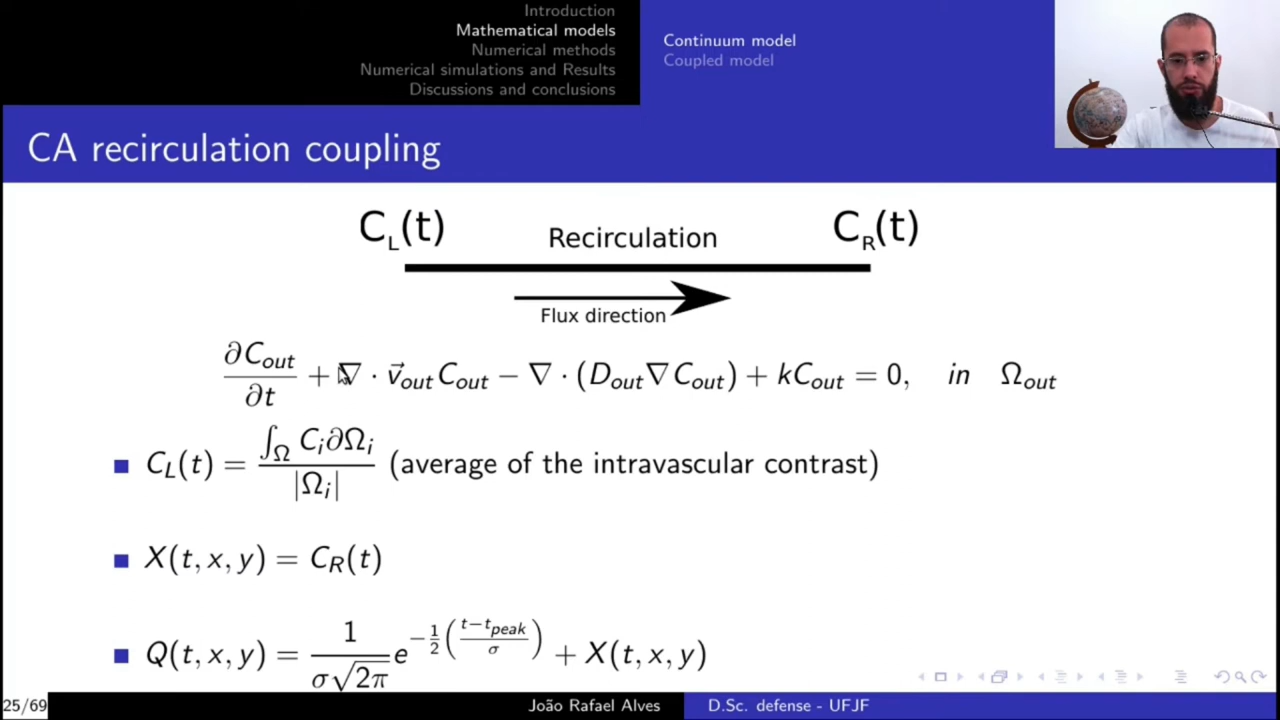 Introduction
Mathematical models
Numerical methods
Numerical simulations and Results
Discussions and conclusions
Continuum model
Coupled model
CA recirculation coupling
C_L(t) Recirculation C_R(t)
Flux direction
∂C_out/∂t + ∇ · v⃗_out C_out − ∇ · (D_out ∇C_out) + kC_out = 0, in Ω_out
C_L(t) = ∫_Ω C_i ∂Ω_i / |Ω_i| (average of the intravascular contrast)
X(t, x, y) = C_R(t)
Q(t, x, y) = 1/(σ√2π) e^{−1/2 ((t−t_peak)/σ)} + X(t, x, y)
25/69 João Rafael Alves D.Sc. defense - UFJF